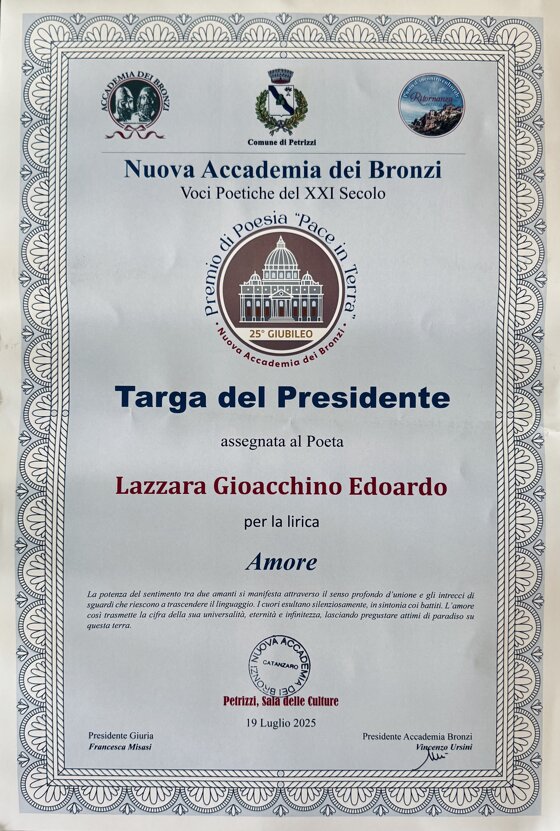 ACCADEMIA DEI BRONZI
Comune di Petrizzi
Ritornanza
Nuova Accademia dei Bronzi
Voci Poetiche del XXI Secolo
Premio di Poesia "Pace in Terra"
25° GIUBILEO
• Nuova Accademia dei Bronzi •
Targa del Presidente
assegnata al Poeta
Lazzara Gioacchino Edoardo
per la lirica
Amore
La potenza del sentimento tra due amanti si manifesta attraverso il senso profondo d'unione e gli intrecci di
sguardi che riescono a trascendere il linguaggio. I cuori esultano silenziosamente, in sintonia coi battiti. L'amore
così trasmette la cifra della sua universalità, eternità e infinitezza, lasciando pregustare attimi di paradiso su
questa terra.
NUOVA ACCADEMIA DEI BRONZI
CATANZARO
Petrizzi, Sala delle Culture
19 Luglio 2025
Presidente Giuria
Francesca Misasi
Presidente Accademia Bronzi
Vincenzo Ursini